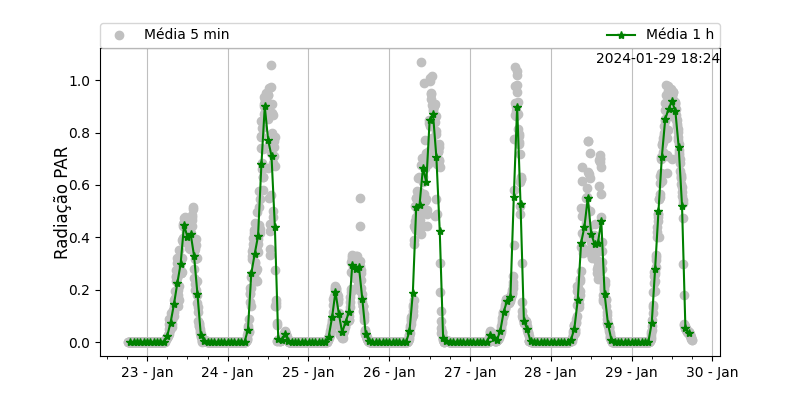 Média 5 min
Média 1 h
2024-01-29 18:24
Radiação PAR
1.0
0.8
0.6
0.4
0.2
0.0
23 - Jan
24 - Jan
25 - Jan
26 - Jan
27 - Jan
28 - Jan
29 - Jan
30 - Jan